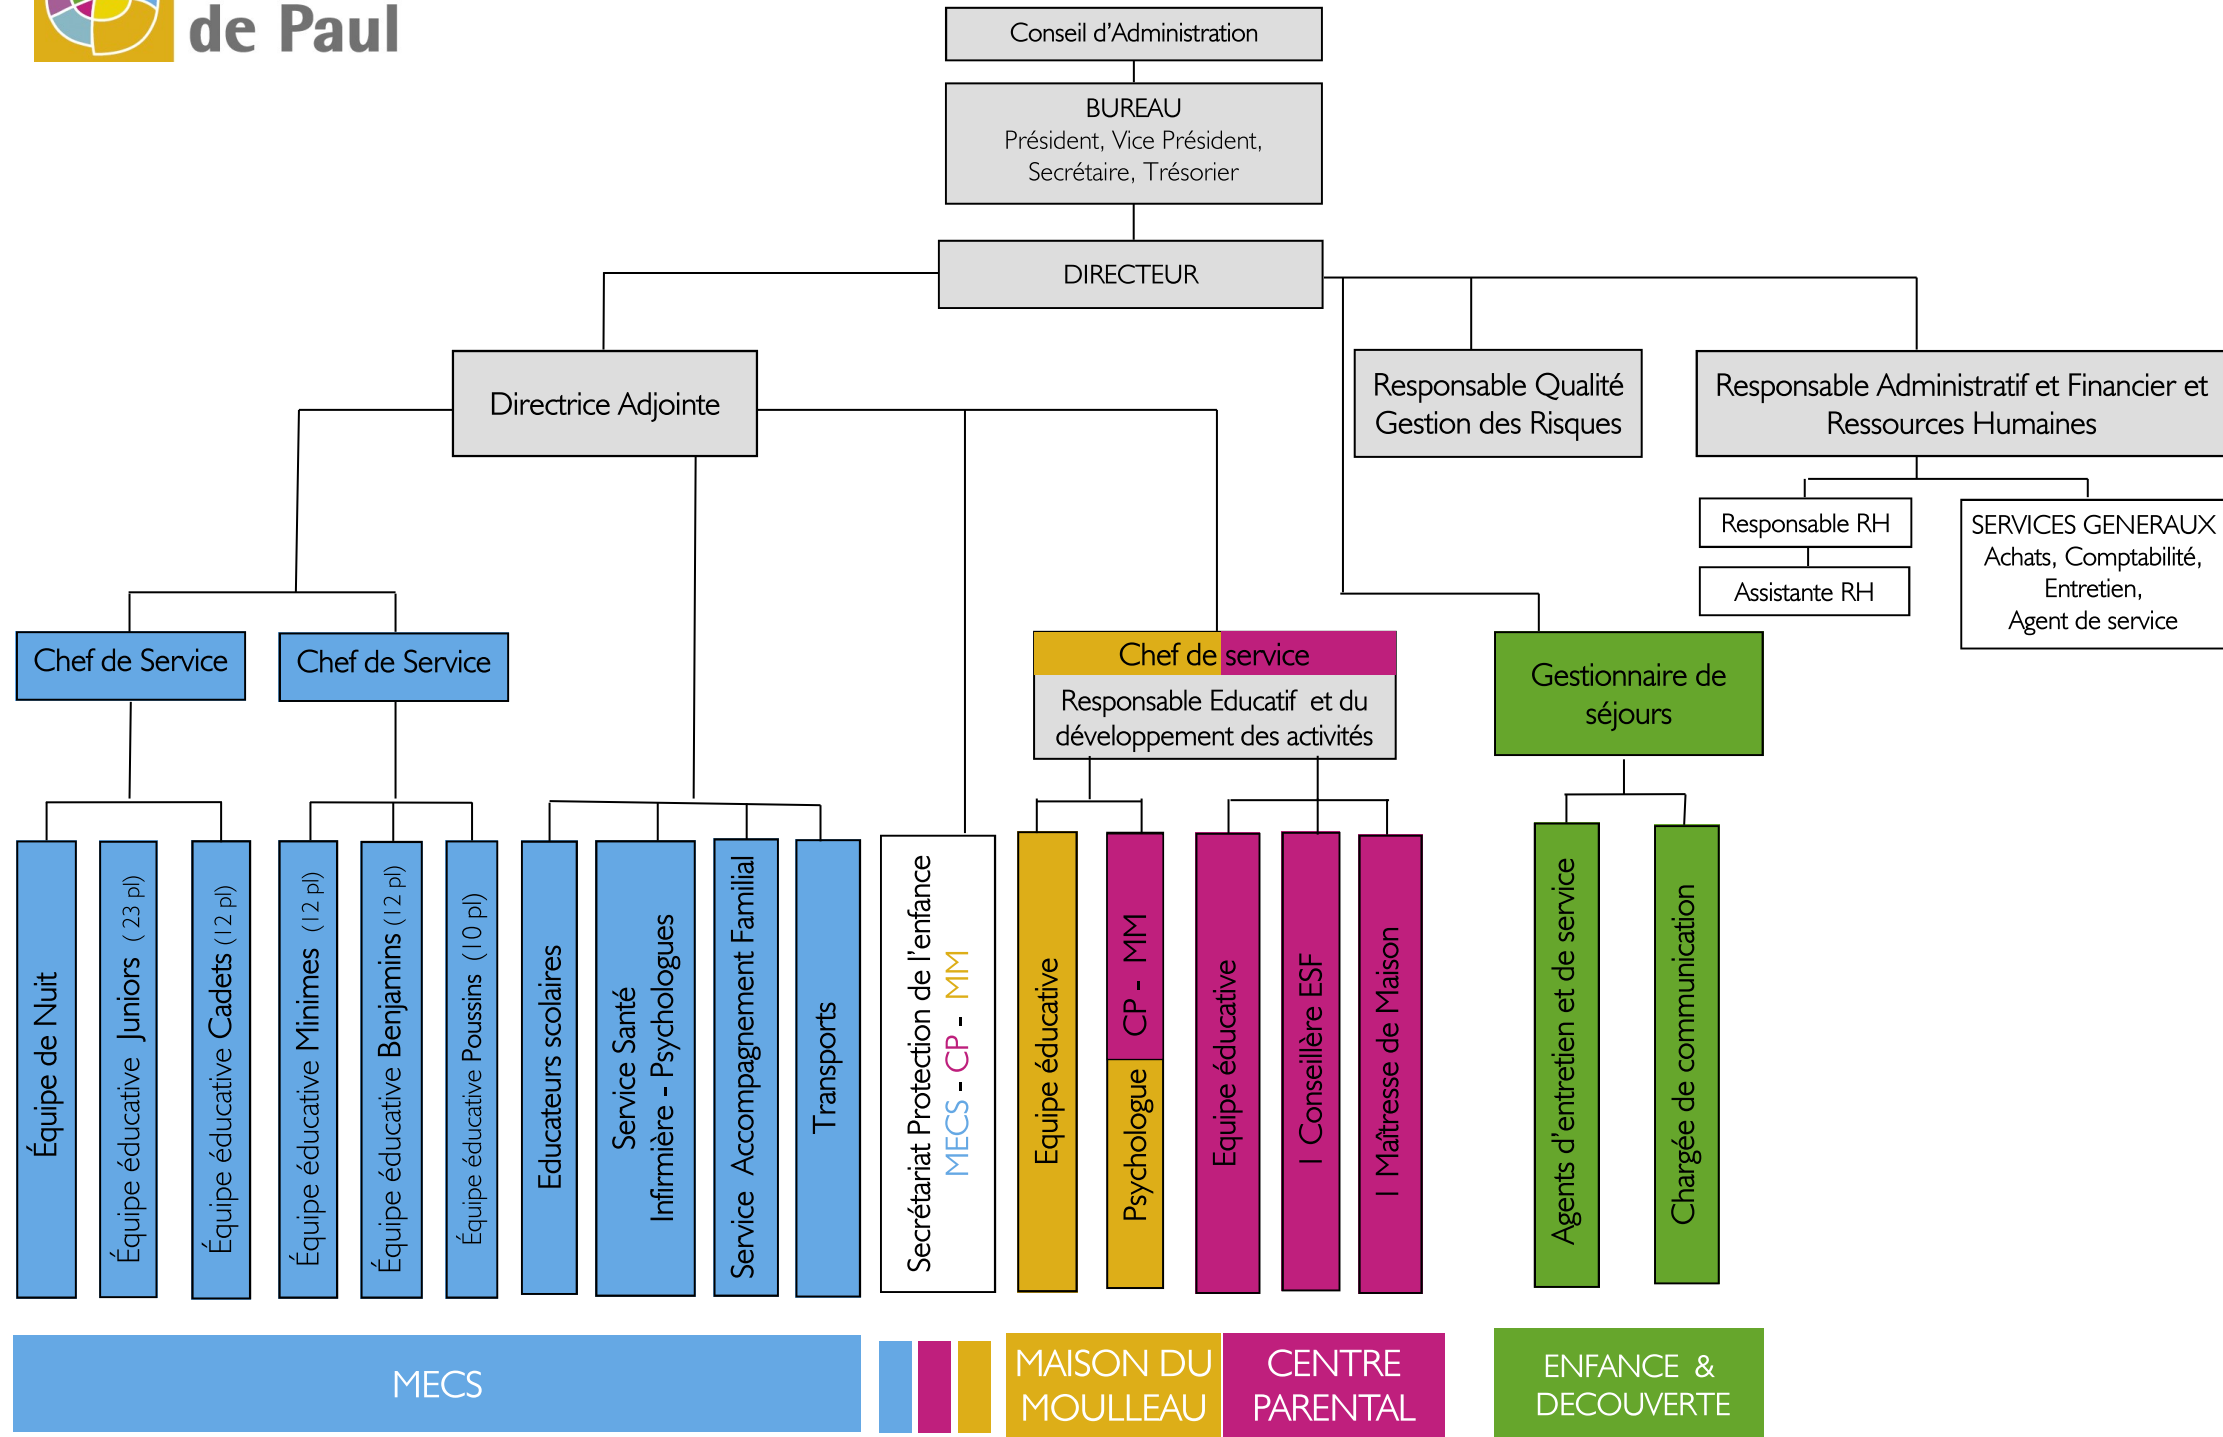 de Paul
Conseil d'Administration
BUREAU
Président, Vice Président,
Secrétaire, Trésorier
DIRECTEUR
Directrice Adjointe
Responsable Qualité
Gestion des Risques
Responsable Administratif et Financier et
Ressources Humaines
Responsable RH
Assistante RH
SERVICES GENERAUX
Achats, Comptabilité,
Entretien,
Agent de service
Chef de Service
Chef de Service
Chef de service
Responsable Educatif et du
développement des activités
Gestionnaire de
séjours
Équipe de Nuit
Équipe éducative Juniors ( 23 pl)
Équipe éducative Cadets (12 pl)
Équipe éducative Minimes (12 pl)
Équipe éducative Benjamins (12 pl)
Équipe éducative Poussins (10 pl)
Educateurs scolaires
Service Santé
Infirmière - Psychologues
Service Accompagnement Familial
Transports
Secrétariat Protection de l'enfance
MECS - CP - MM
Equipe éducative
Psychologue CP - MM
Equipe éducative
1 Conseillère ESF
1 Maîtresse de Maison
Agents d'entretien et de service
Chargée de communication
MECS
MAISON DU
MOULLEAU
CENTRE
PARENTAL
ENFANCE &
DECOUVERTE